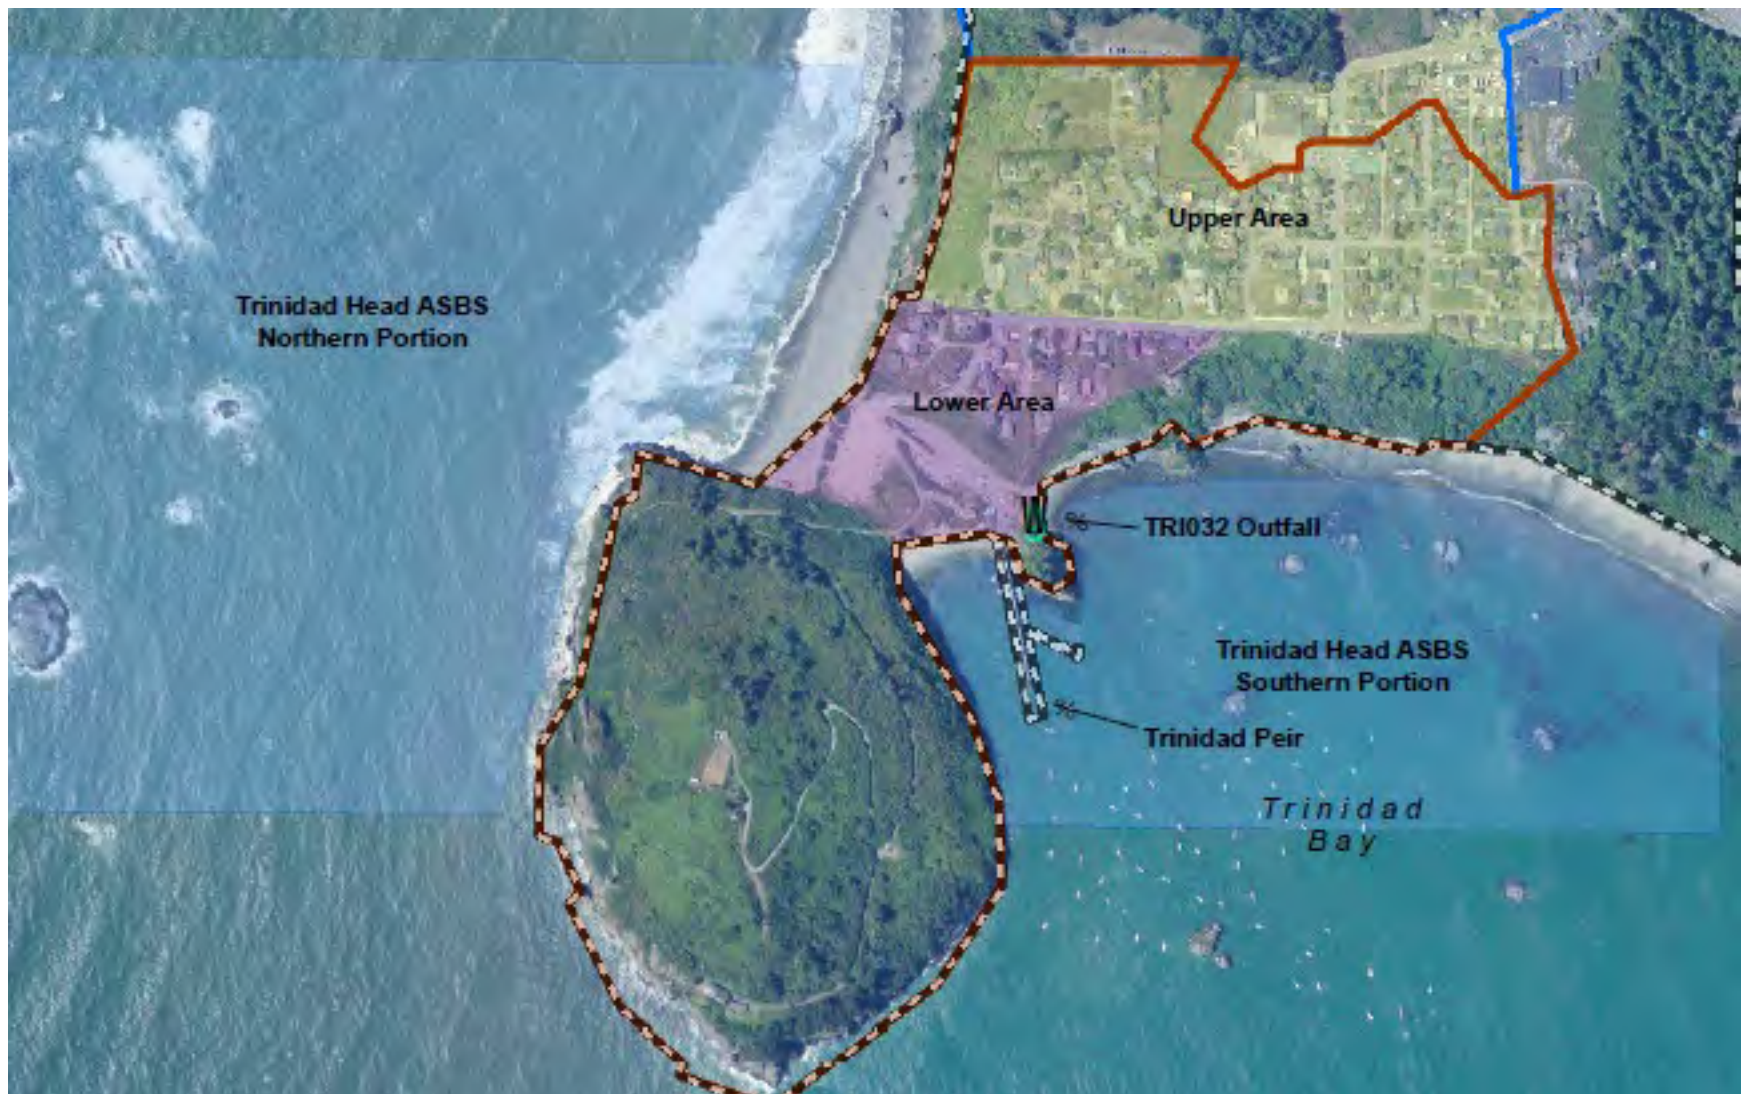 Upper Area
Trinidad Head ASBS
Northern Portion
Lower Area
TRI032 Outfall
Trinidad Head ASBS
Southern Portion
Trinidad Peir
Trinidad
Bay